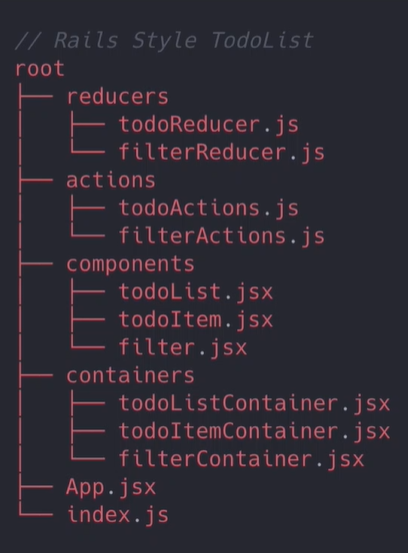 // Rails Style TodoList
root
├── reducers
│   ├── todoReducer.js
│   └── filterReducer.js
├── actions
│   ├── todoActions.js
│   └── filterActions.js
├── components
│   ├── todoList.jsx
│   ├── todoItem.jsx
│   └── filter.jsx
├── containers
│   ├── todoListContainer.jsx
│   ├── todoItemContainer.jsx
│   └── filterContainer.jsx
├── App.jsx
└── index.js